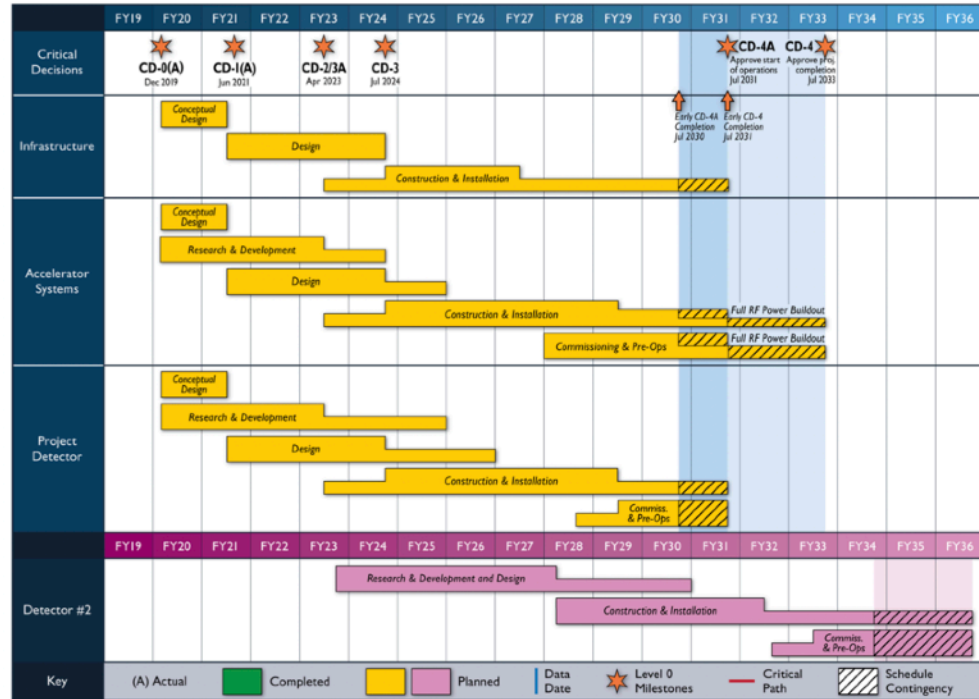 FY19 FY20 FY21 FY22 FY23 FY24 FY25 FY26 FY27 FY28 FY29 FY30 FY31 FY32 FY33 FY34 FY35 FY36
Critical
Decisions
CD-0(A)
Dec 2019
CD-1(A)
Jun 2021
CD-2/3A
Apr 2023
CD-3
Jul 2024
CD-4A
Approve start
of operations
Jul 2031
CD-4
Approve proj.
completion
Jul 2033
Early CD-4A
Completion
Jul 2030
Early CD-4
Completion
Jul 2031
Infrastructure
Conceptual
Design
Design
Construction & Installation
Accelerator
Systems
Conceptual
Design
Research & Development
Design
Construction & Installation
Full RF Power Buildout
Commissioning & Pre-Ops
Full RF Power Buildout
Project
Detector
Conceptual
Design
Research & Development
Design
Construction & Installation
Commiss.
& Pre-Ops
FY19 FY20 FY21 FY22 FY23 FY24 FY25 FY26 FY27 FY28 FY29 FY30 FY31 FY32 FY33 FY34 FY35 FY36
Detector #2
Research & Development and Design
Construction & Installation
Commiss.
& Pre-Ops
Key
(A) Actual
Completed
Planned
Data
Date
Level 0
Milestones
Critical
Path
Schedule
Contingency